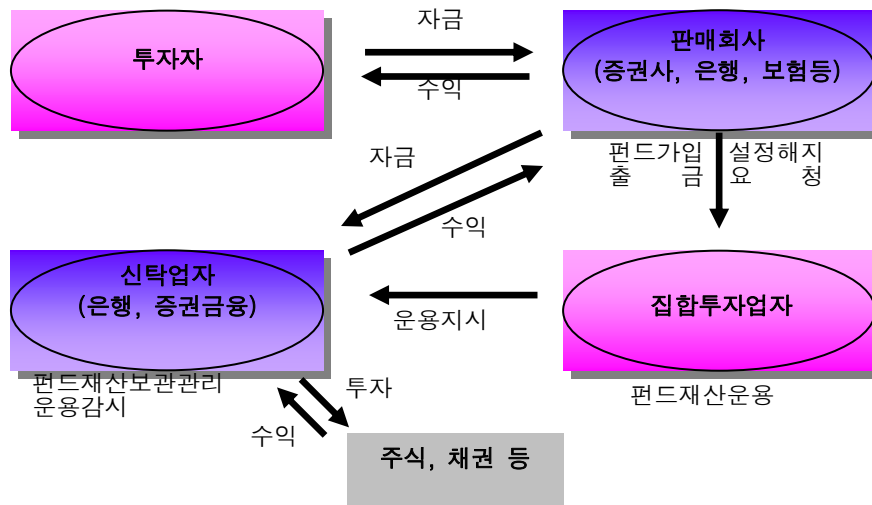 자금
투자자
판매회사
(증권사, 은행, 보험등)
수익
자금
펀드가입 설정해지
출 금 요 청
수익
신탁업자
(은행, 증권금융)
집합투자업자
운용지시
펀드재산보관관리
운용감시
투자
펀드재산운용
수익
주식, 채권 등